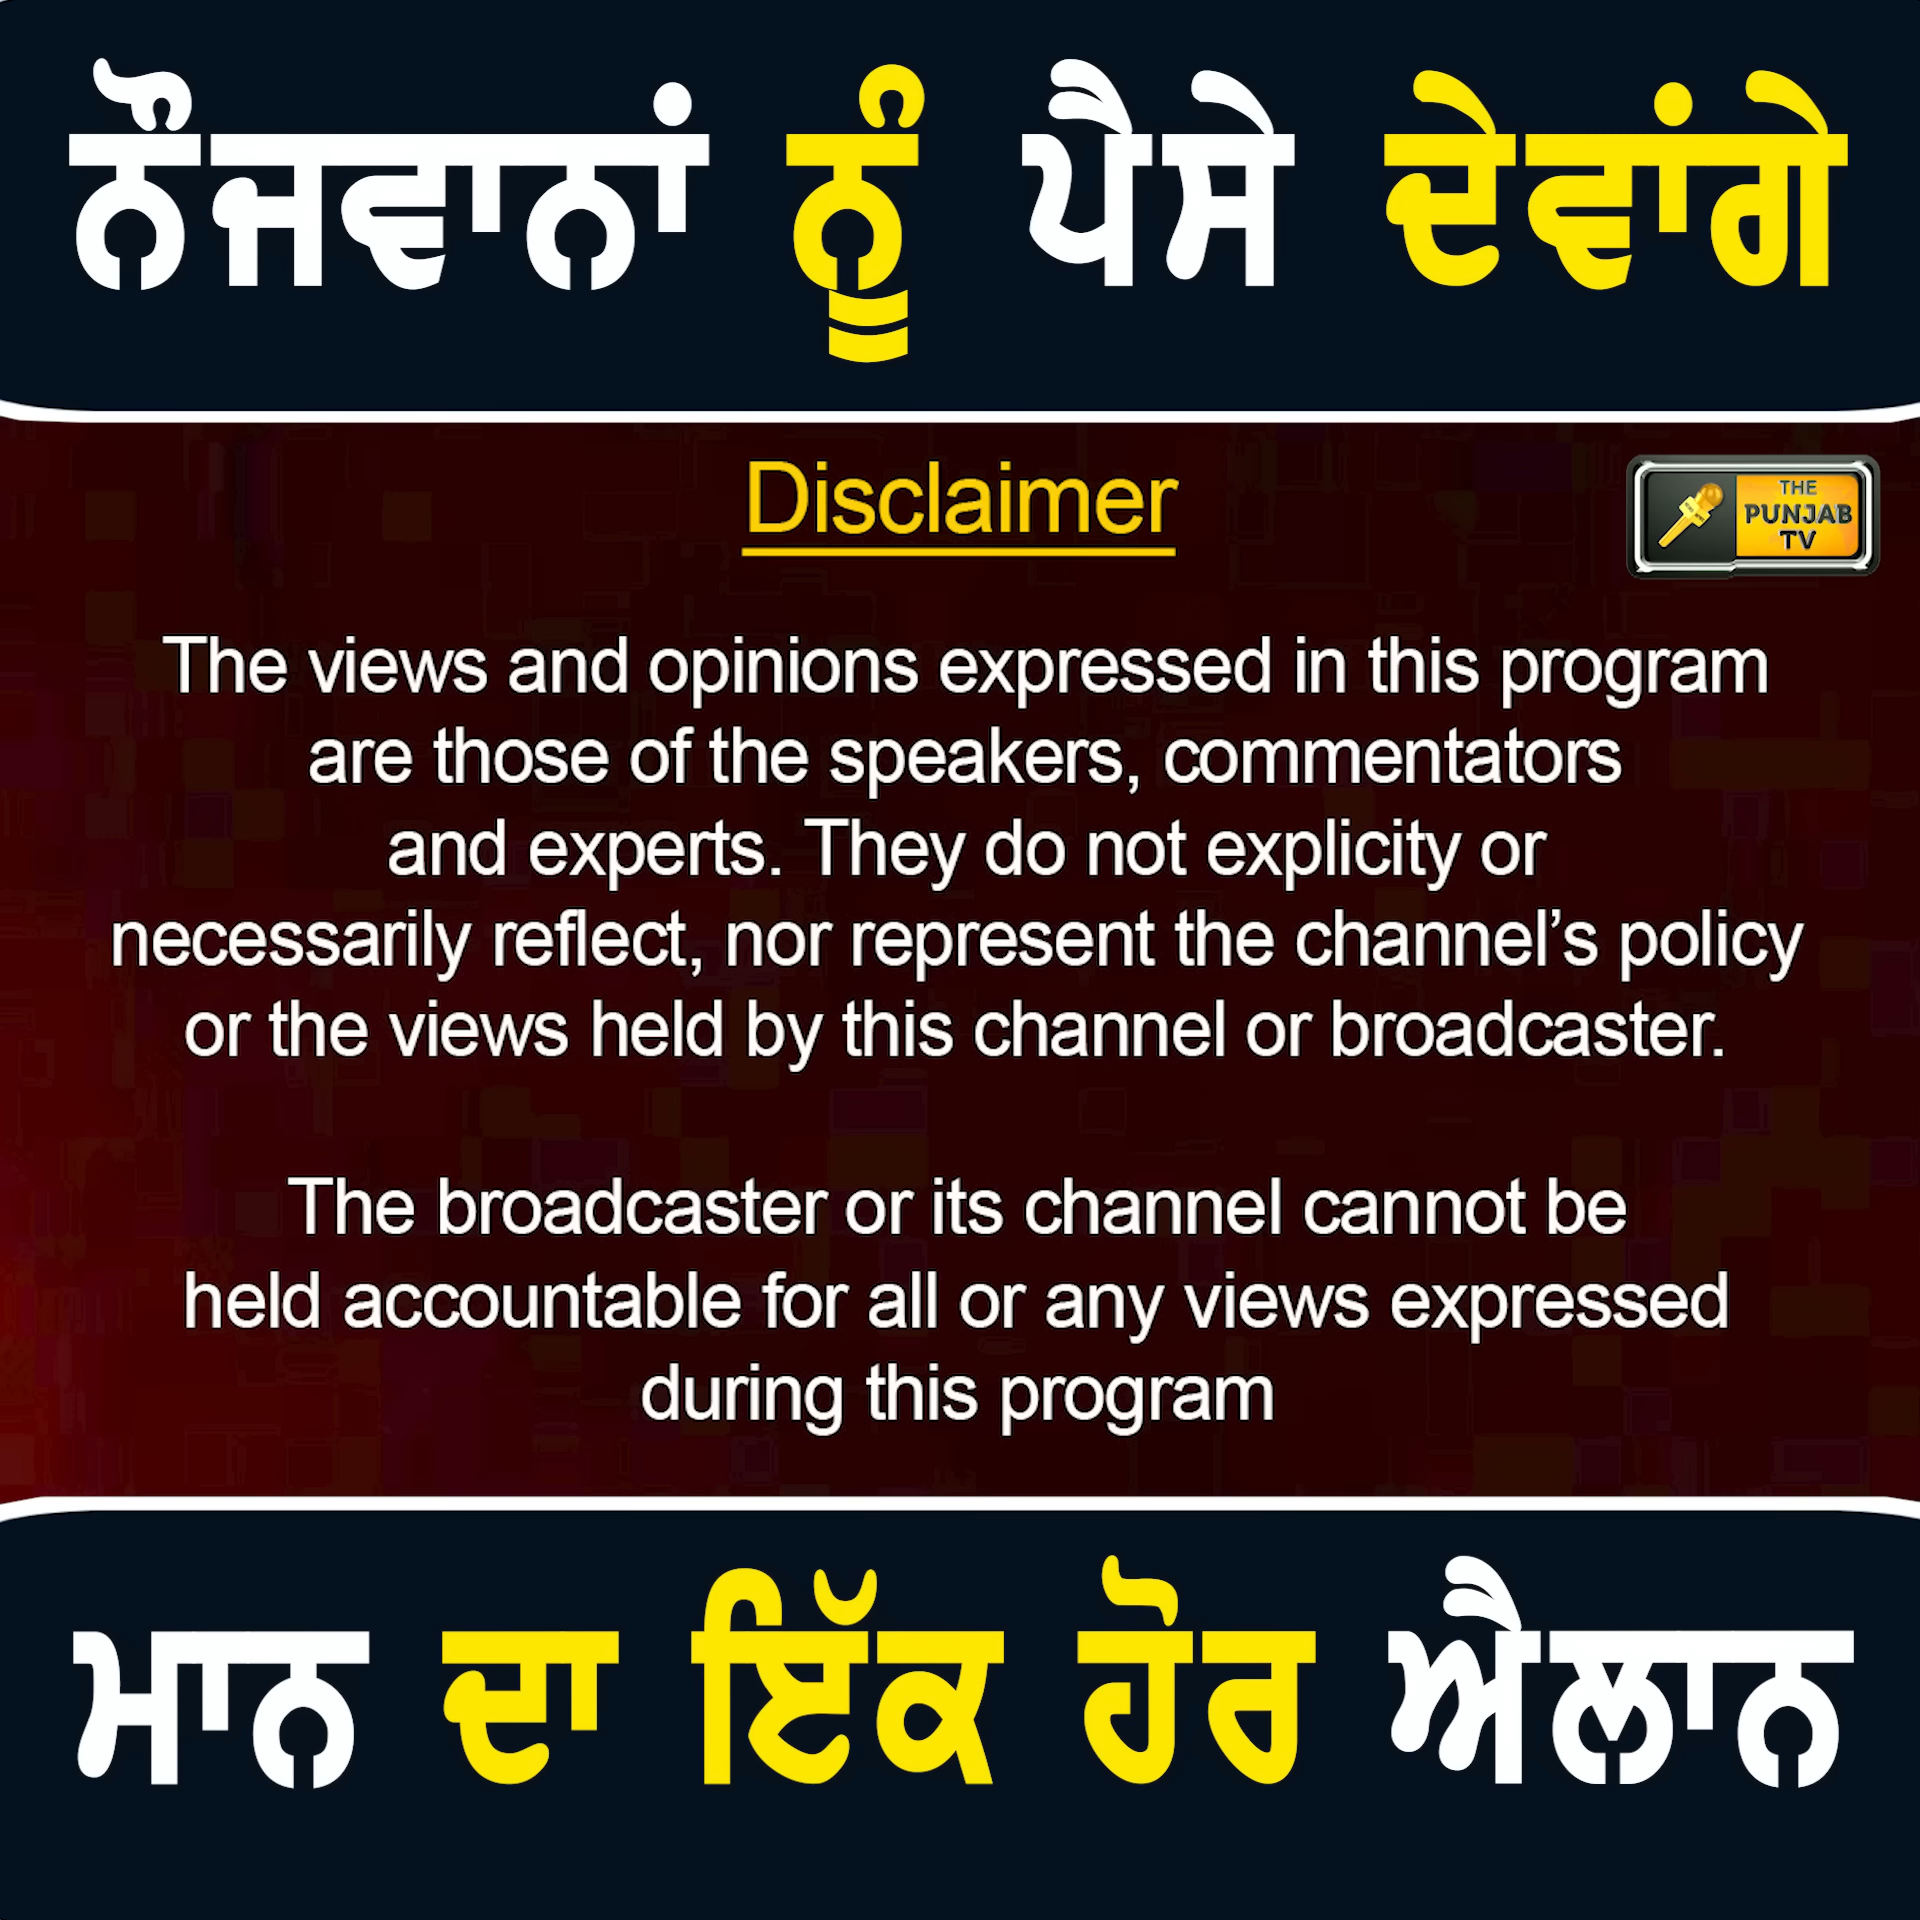 ਨੌਜਵਾਨਾਂ ਨੂੰ ਪੈਸੇ ਦੇਵਾਂਗੇ
Disclaimer
THE
PUNJAB
TV
The views and opinions expressed in this program
are those of the speakers, commentators
and experts. They do not explicity or
necessarily reflect, nor represent the channel’s policy
or the views held by this channel or broadcaster.
The broadcaster or its channel cannot be
held accountable for all or any views expressed
during this program
ਮਾਨ ਦਾ ਇੱਕ ਹੋਰ ਐਲਾਨ